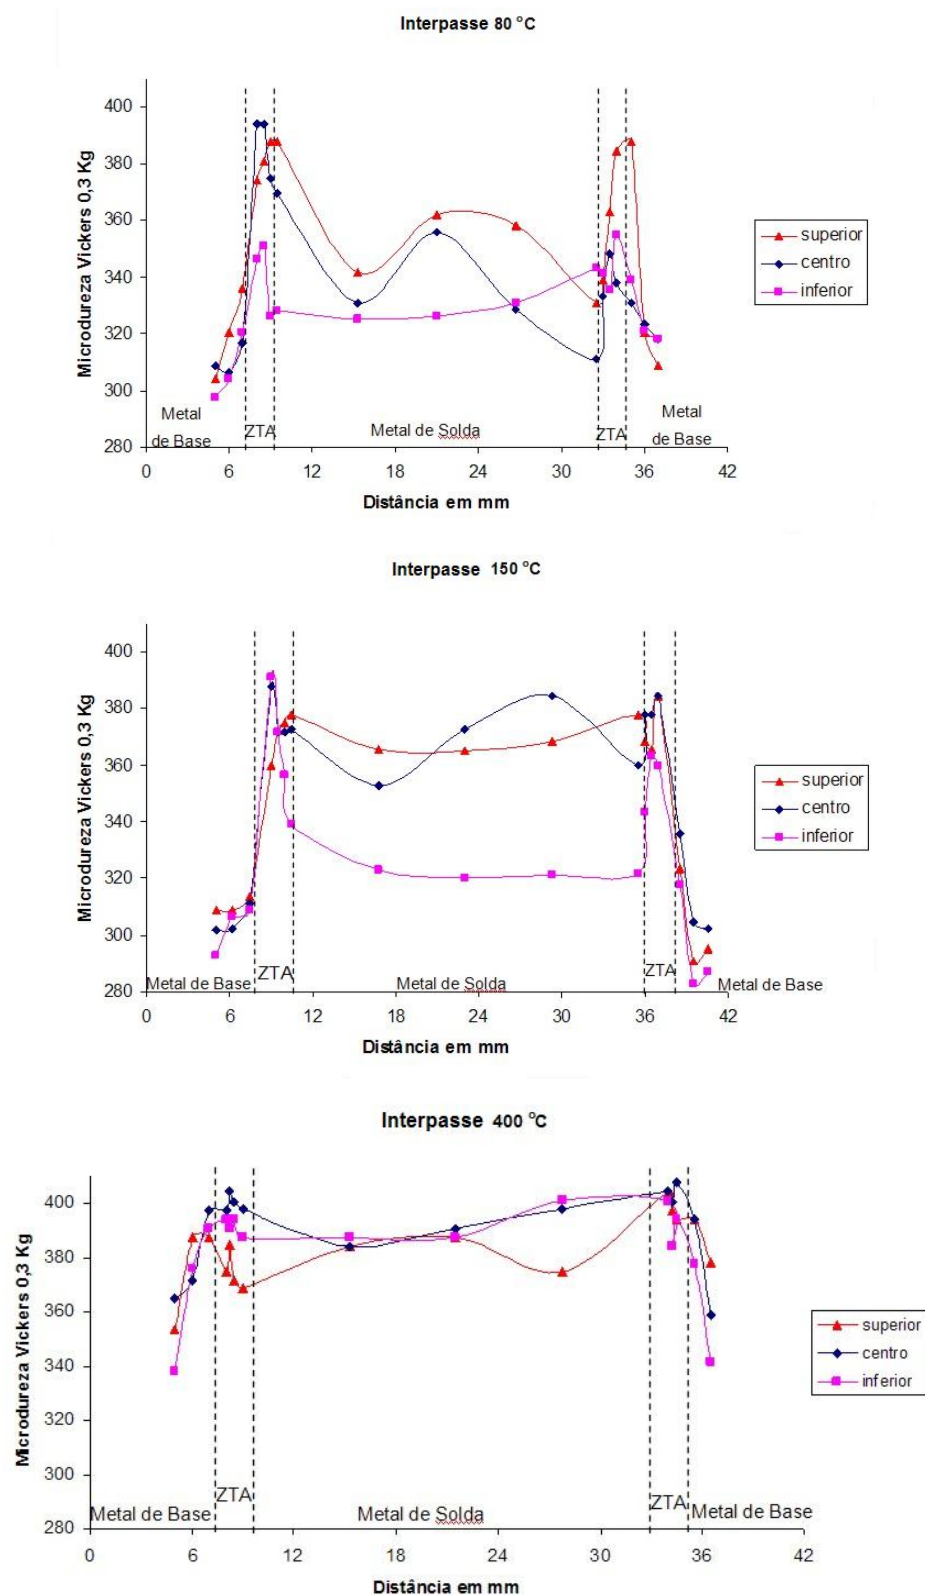 Interpasse 80 °C
Microdureza Vickers 0,3 Kg
400
380
360
340
320
300
280
superior
centro
inferior
Metal
de Base
ZTA
Metal de Solda
ZTA
Metal
de Base
0 6 12 18 24 30 36 42
Distância em mm
Interpasse 150 °C
Microdureza Vickers 0,3 Kg
400
380
360
340
320
300
280
superior
centro
inferior
Metal de Base
ZTA
Metal de Solda
ZTA
Metal de Base
0 6 12 18 24 30 36 42
Distância em mm
Interpasse 400 °C
Microdureza Vickers 0,3 Kg
400
380
360
340
320
300
280
superior
centro
inferior
Metal de Base
ZTA
Metal de Solda
ZTA
Metal de Base
0 6 12 18 24 30 36 42
Distância em mm